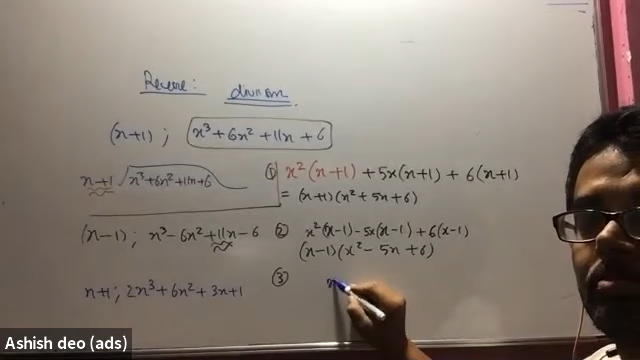 Reverse: division.
(x+1) ; x³ + 6x² + 11x + 6
x+1 x³+6x²+11x+6 ① x²(x+1) + 5x(x+1) + 6(x+1)
= (x+1)(x² + 5x + 6)
(x-1) ; x³ - 6x² + 11x - 6 ② x²(x-1) - 5x(x-1) + 6(x-1)
(x-1)(x² - 5x + 6)
x+1 ; 2x³ + 6x² + 3x + 1 ③
Ashish deo (ads)